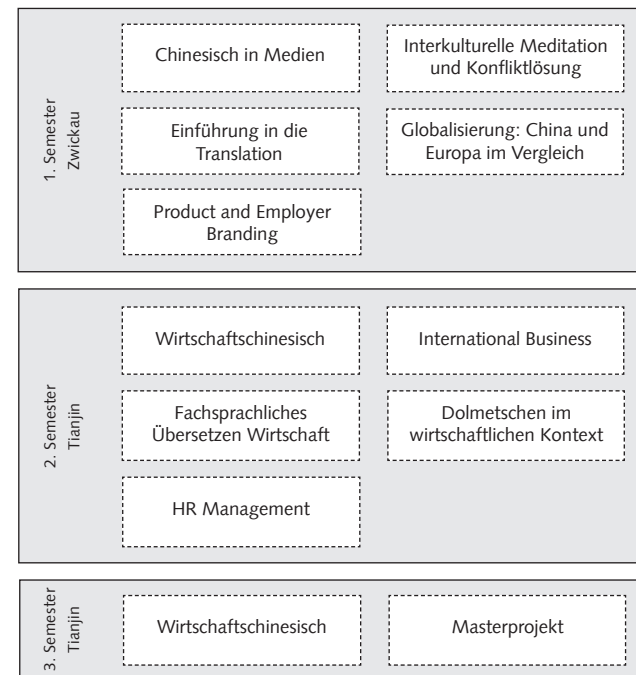 1. Semester
Zwickau
Chinesisch in Medien
Interkulturelle Meditation
und Konfliktlösung
Einführung in die
Translation
Globalisierung: China und
Europa im Vergleich
Product and Employer
Branding
2. Semester
Tianjin
Wirtschaftschinesisch
International Business
Fachsprachliches
Übersetzen Wirtschaft
Dolmetschen im
wirtschaftlichen Kontext
HR Management
3. Semester
Tianjin
Wirtschaftschinesisch
Masterprojekt